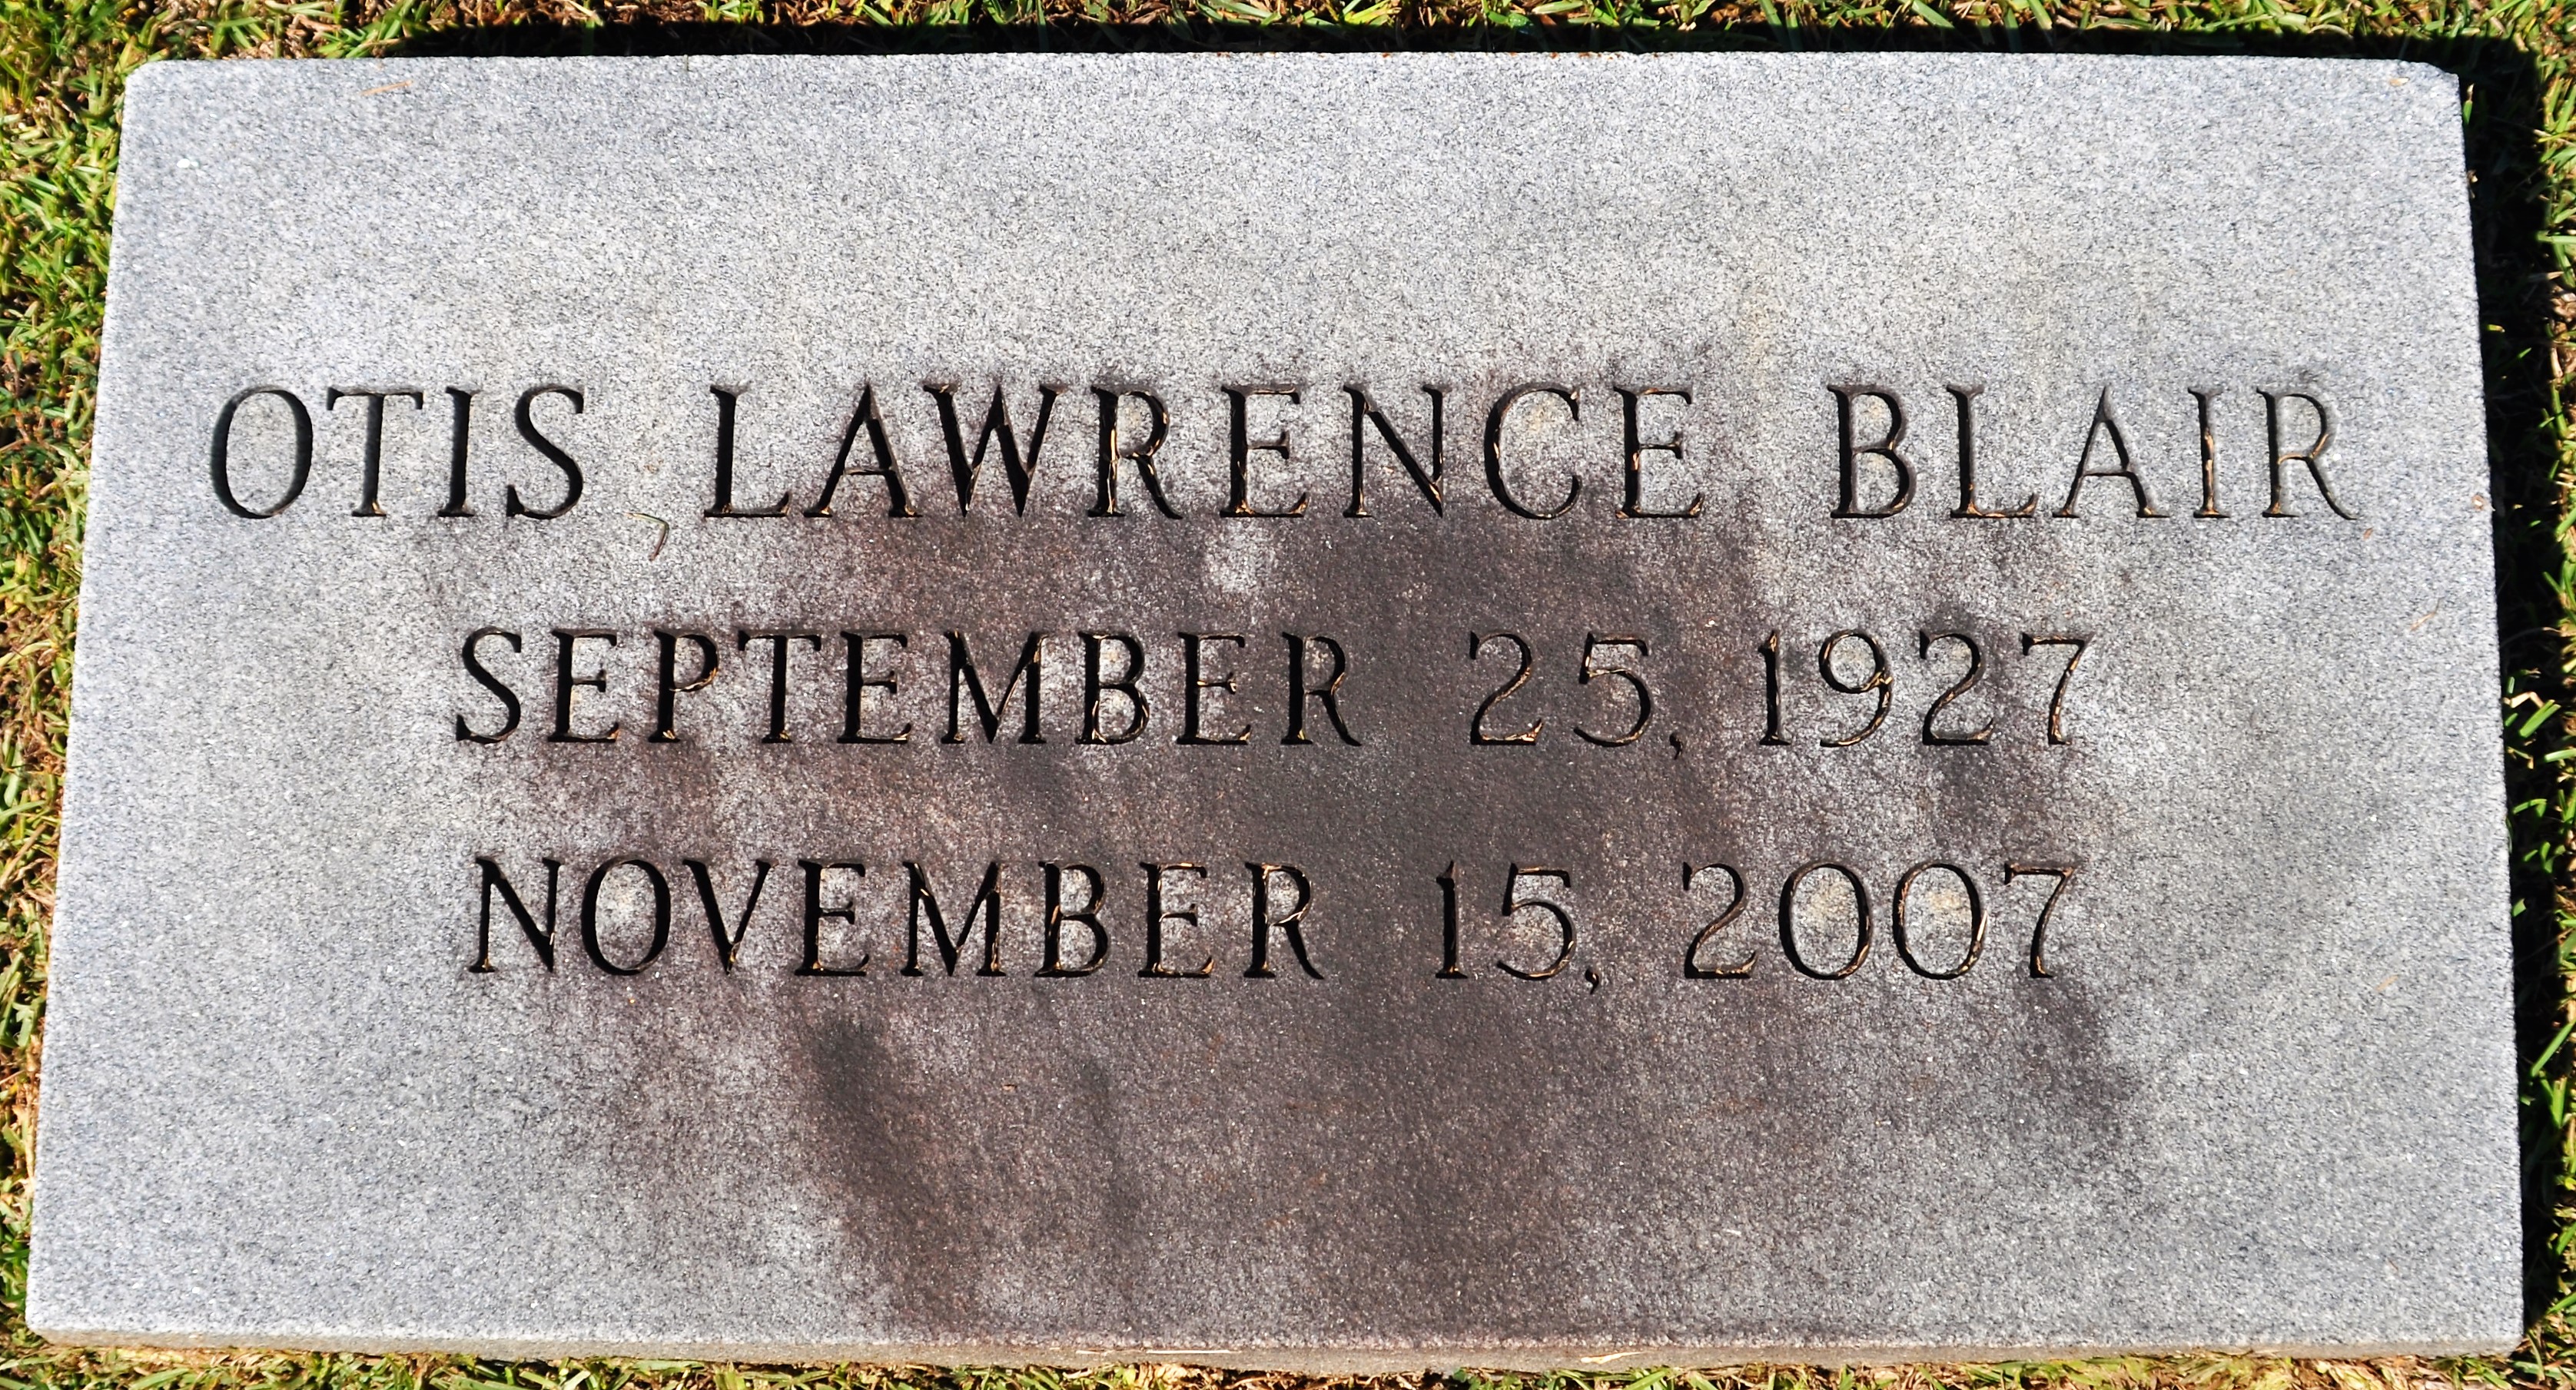 OTIS LAWRENCE BLAIR
SEPTEMBER 25, 1927
NOVEMBER 15, 2007